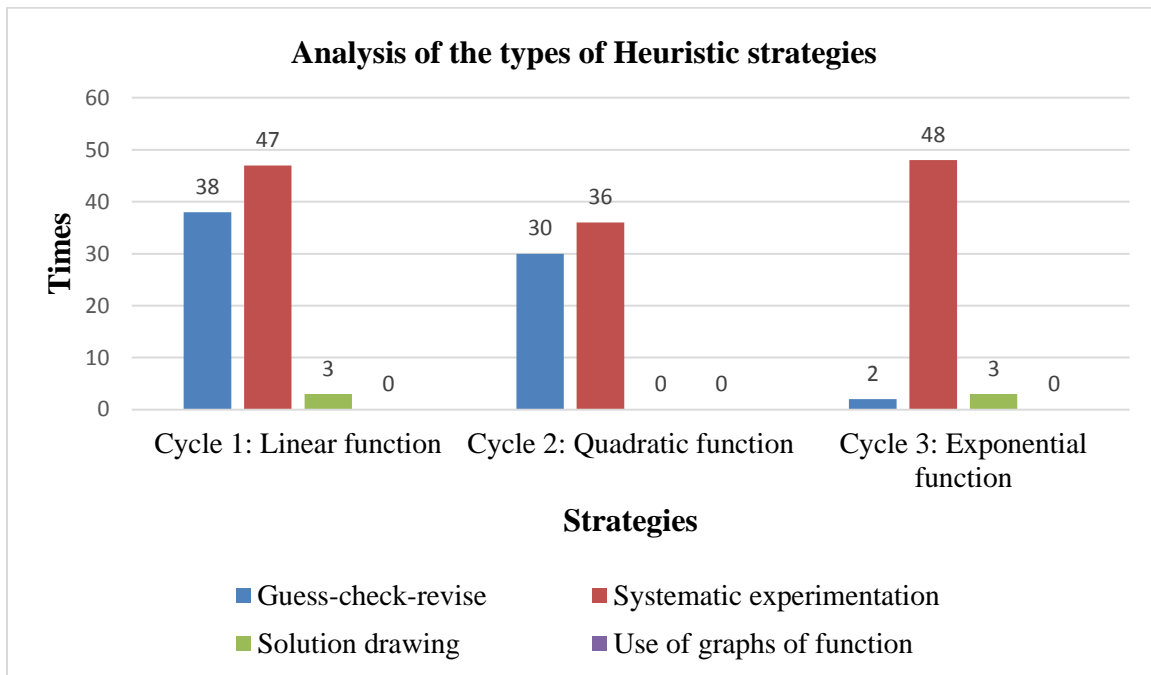 Analysis of the types of Heuristic strategies
60
50
40
30
20
10
0
Times
38
47
3
0
30
36
0
0
2
48
3
0
Cycle 1: Linear function
Cycle 2: Quadratic function
Cycle 3: Exponential
function
Strategies
Guess-check-revise
Systematic experimentation
Solution drawing
Use of graphs of function